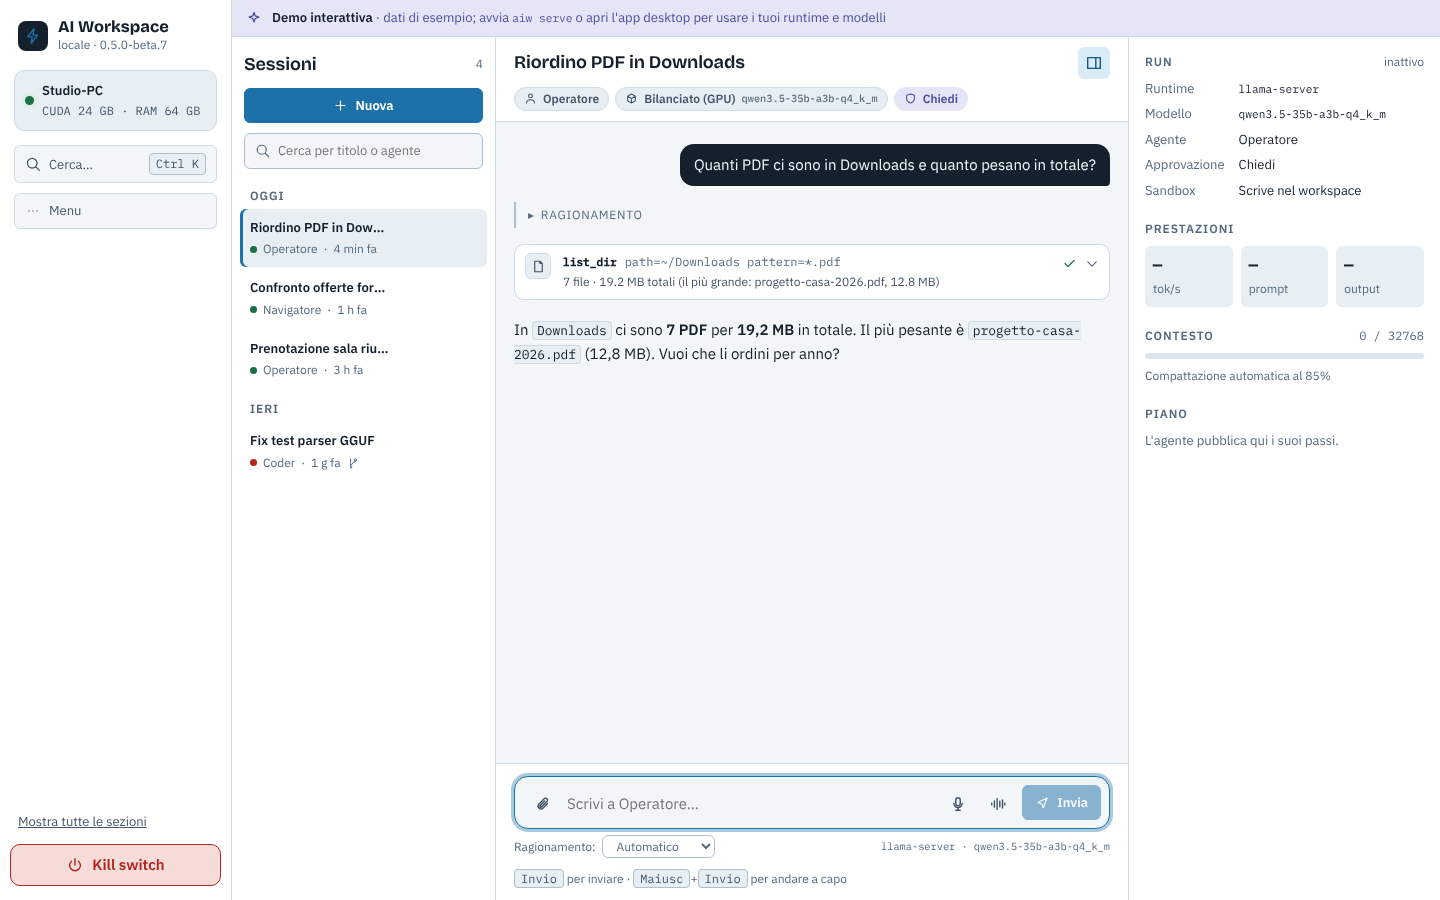 AI Workspace
locale · 0.5.0-beta.7
Studio-PC
CUDA 24 GB · RAM 64 GB
Cerca...
Ctrl K
Menu
Mostra tutte le sezioni
Kill switch
Demo interattiva · dati di esempio; avvia aiw serve o apri l'app desktop per usare i tuoi runtime e modelli
Sessioni
4
Nuova
Cerca per titolo o agente
OGGI
Riordino PDF in Dow...
Operatore · 4 min fa
Confronto offerte for...
Navigatore · 1 h fa
Prenotazione sala riu...
Operatore · 3 h fa
IERI
Fix test parser GGUF
Coder · 1 g fa
Riordino PDF in Downloads
Operatore
Bilanciato (GPU) qwen3.5-35b-a3b-q4_k_m
Chiedi
Quanti PDF ci sono in Downloads e quanto pesano in totale?
RAGIONAMENTO
list_dir path=~/Downloads pattern=*.pdf
7 file · 19.2 MB totali (il più grande: progetto-casa-2026.pdf, 12.8 MB)
In Downloads ci sono 7 PDF per 19,2 MB in totale. Il più pesante è progetto-casa-
2026.pdf (12,8 MB). Vuoi che li ordini per anno?
Scrivi a Operatore...
Invia
Ragionamento: Automatico
llama-server · qwen3.5-35b-a3b-q4_k_m
Invio per inviare · Maiusc+Invio per andare a capo
RUN
inattivo
Runtime llama-server
Modello qwen3.5-35b-a3b-q4_k_m
Agente Operatore
Approvazione Chiedi
Sandbox Scrive nel workspace
PRESTAZIONI
– – –
tok/s prompt output
CONTESTO 0 / 32768
Compattazione automatica al 85%
PIANO
L'agente pubblica qui i suoi passi.